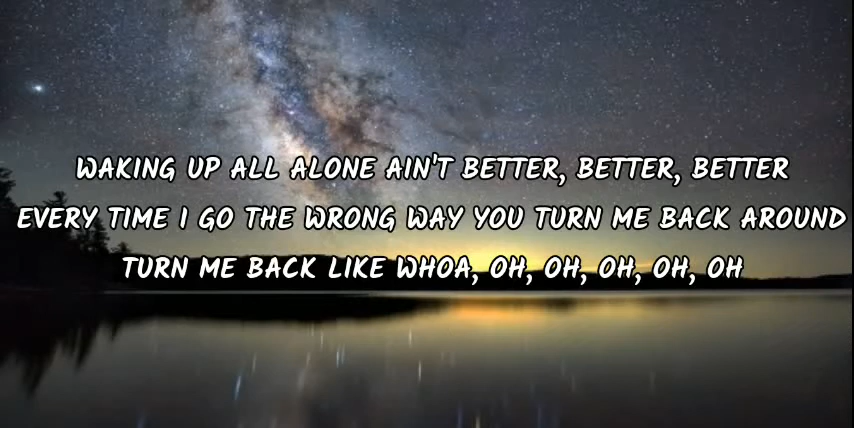 WAKING UP ALL ALONE AIN'T BETTER, BETTER, BETTER
EVERY TIME I GO THE WRONG WAY YOU TURN ME BACK AROUND
TURN ME BACK LIKE WHOA, OH, OH, OH, OH, OH